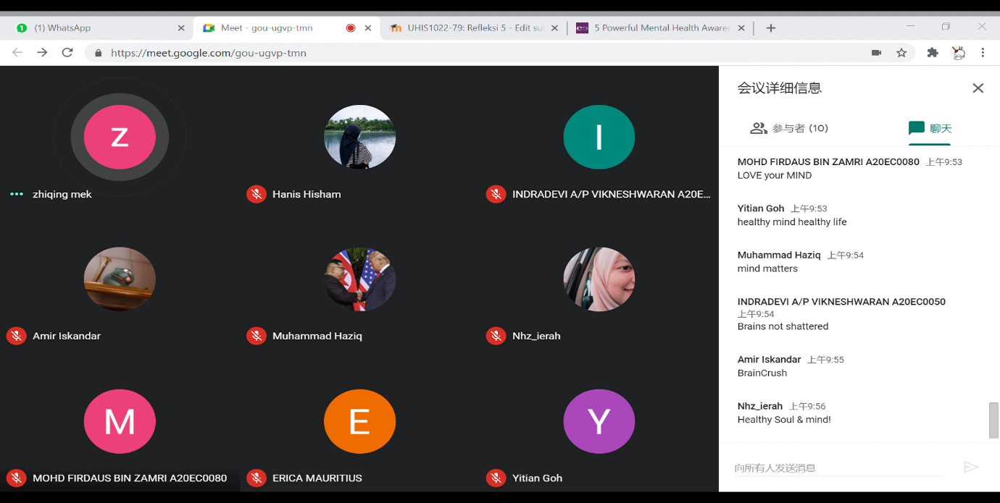 (1) WhatsApp
Meet - gou-ugvp-tmn
UHIS1022-79: Refleksi 5 - Edit sul
5 Powerful Mental Health Awaren
https://meet.google.com/gou-ugvp-tmn
Z
zhiqing mek
Hanis Hisham
I
INDRADEVI A/P VIKNESHWARAN A20E...
Amir Iskandar
Muhammad Haziq
Nhz_ierah
M
MOHD FIRDAUS BIN ZAMRI A20EC0080
E
ERICA MAURITIUS
Y
Yitian Goh
会议详细信息
参与者 (10)
聊天
MOHD FIRDAUS BIN ZAMRI A20EC0080 上午9:53
LOVE your MIND
Yitian Goh 上午9:53
healthy mind healthy life
Muhammad Haziq 上午9:54
mind matters
INDRADEVI A/P VIKNESHWARAN A20EC0050
上午9:54
Brains not shattered
Amir Iskandar 上午9:55
BrainCrush
Nhz_ierah 上午9:56
Healthy Soul & mind!
向所有人发送消息